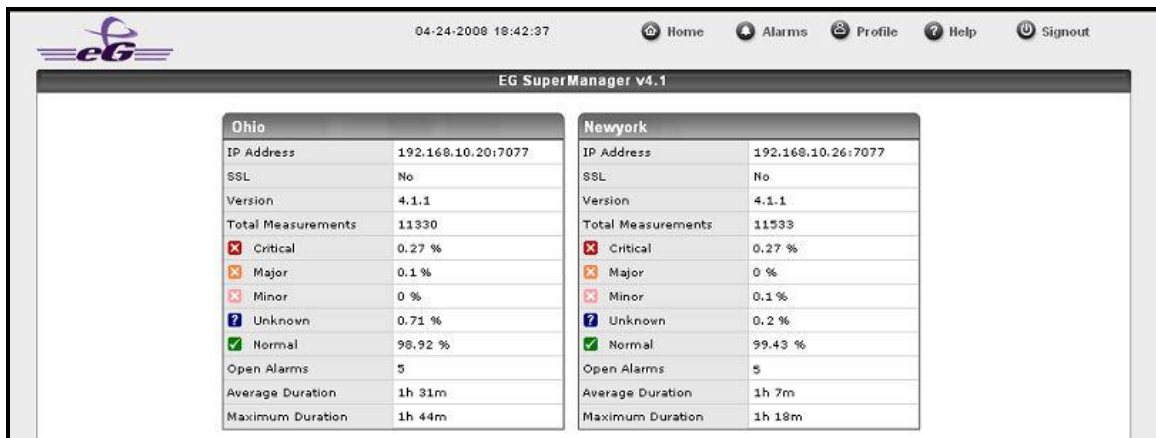 eG
04-24-2008 18:42:37 Home Alarms Profile Help Signout
EG SuperManager v4.1
Ohio
IP Address 192.168.10.20:7077
SSL No
Version 4.1.1
Total Measurements 11330
Critical 0.27 %
Major 0.1 %
Minor 0 %
Unknown 0.71 %
Normal 98.92 %
Open Alarms 5
Average Duration 1h 31m
Maximum Duration 1h 44m
Newyork
IP Address 192.168.10.26:7077
SSL No
Version 4.1.1
Total Measurements 11533
Critical 0.27 %
Major 0 %
Minor 0.1 %
Unknown 0.2 %
Normal 99.43 %
Open Alarms 5
Average Duration 1h 7m
Maximum Duration 1h 18m